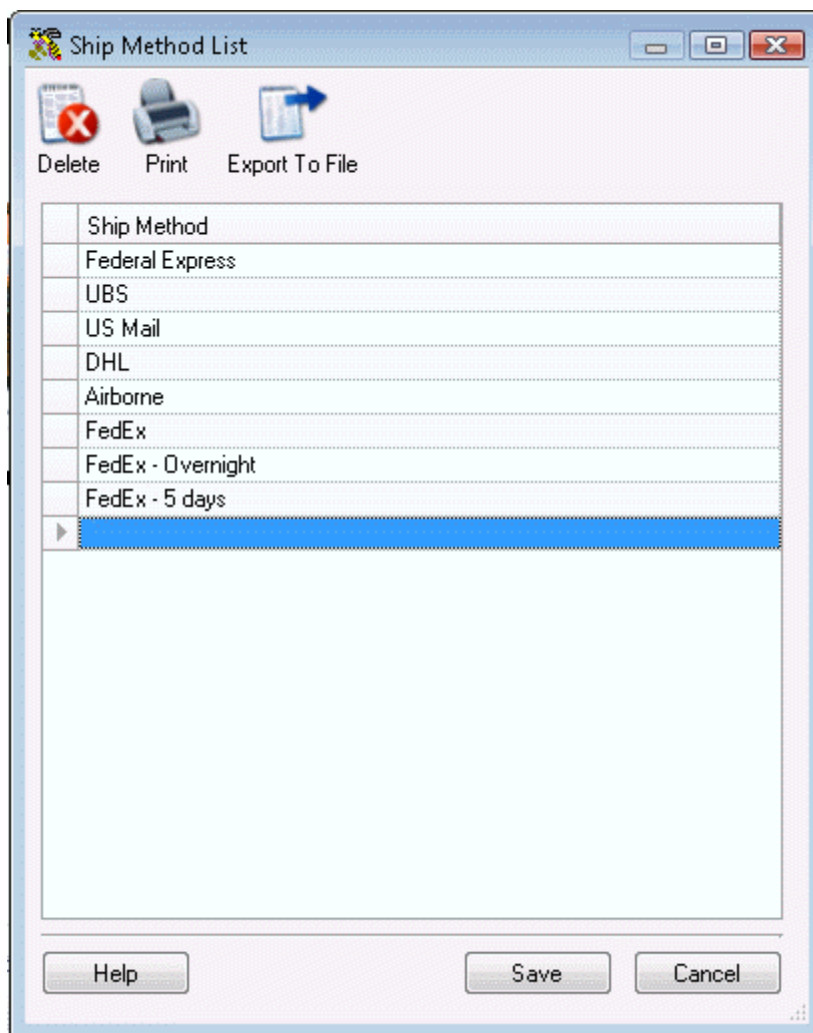 Ship Method List
Delete Print Export To File
Ship Method
Federal Express
UBS
US Mail
DHL
Airborne
FedEx
FedEx - Overnight
FedEx - 5 days
Help Save Cancel